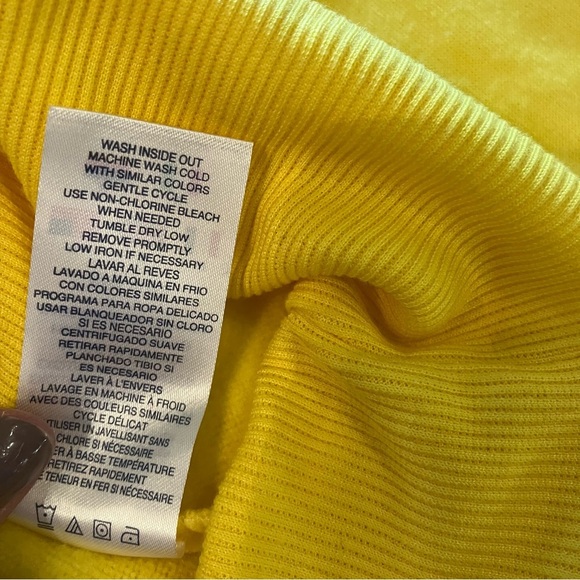 WASH INSIDE OUT
MACHINE WASH COLD
WITH SIMILAR COLORS
GENTLE CYCLE
USE NON-CHLORINE BLEACH
WHEN NEEDED
TUMBLE DRY LOW
REMOVE PROMPTLY
LOW IRON IF NECESSARY
LAVAR AL REVES
LAVADO A MAQUINA EN FRIO
CON COLORES SIMILARES
PROGRAMA PARA ROPA DELICADO
USAR BLANQUEADOR SIN CLORO
SI ES NECESARIO
CENTRIFUGADO SUAVE
RETIRAR RAPIDAMENTE
PLANCHADO TIBIO SI
ES NECESARIO
LAVER À L'ENVERS
LAVAGE EN MACHINE À FROID
AVEC DES COULEURS SIMILAIRES
CYCLE DÉLICAT
UTILISER UN JAVELLISANT SANS
CHLORE SI NÉCESSAIRE
À BASSE TEMPÉRATURE
RETIREZ RAPIDEMENT
TENEUR EN FER SI NÉCESSAIRE